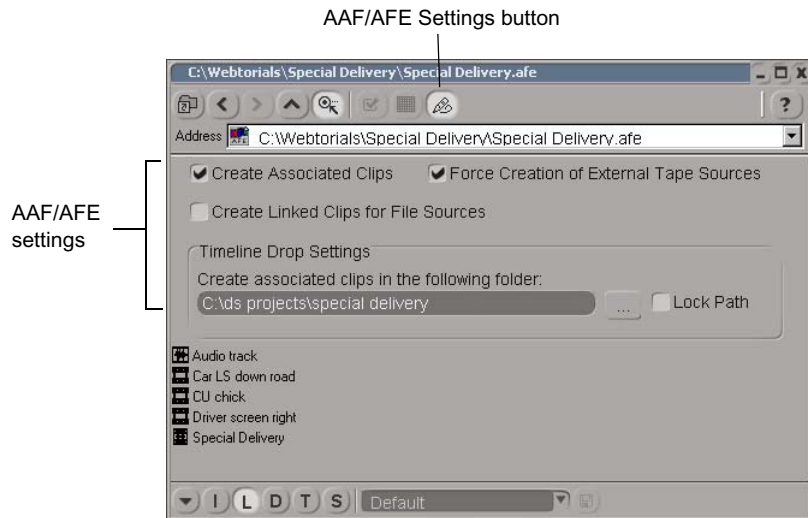 AAF/AFE Settings button
C:\Webtorials\Special Delivery\Special Delivery.afe
?
Address AFE C:\Webtorials\Special Delivery\Special Delivery.afe
AAF/AFE
settings
Create Associated Clips Force Creation of External Tape Sources
Create Linked Clips for File Sources
Timeline Drop Settings
Create associated clips in the following folder:
C:\ds projects\special delivery ... Lock Path
Audio track
Car LS down road
CU chick
Driver screen right
Special Delivery
I L D T S Default